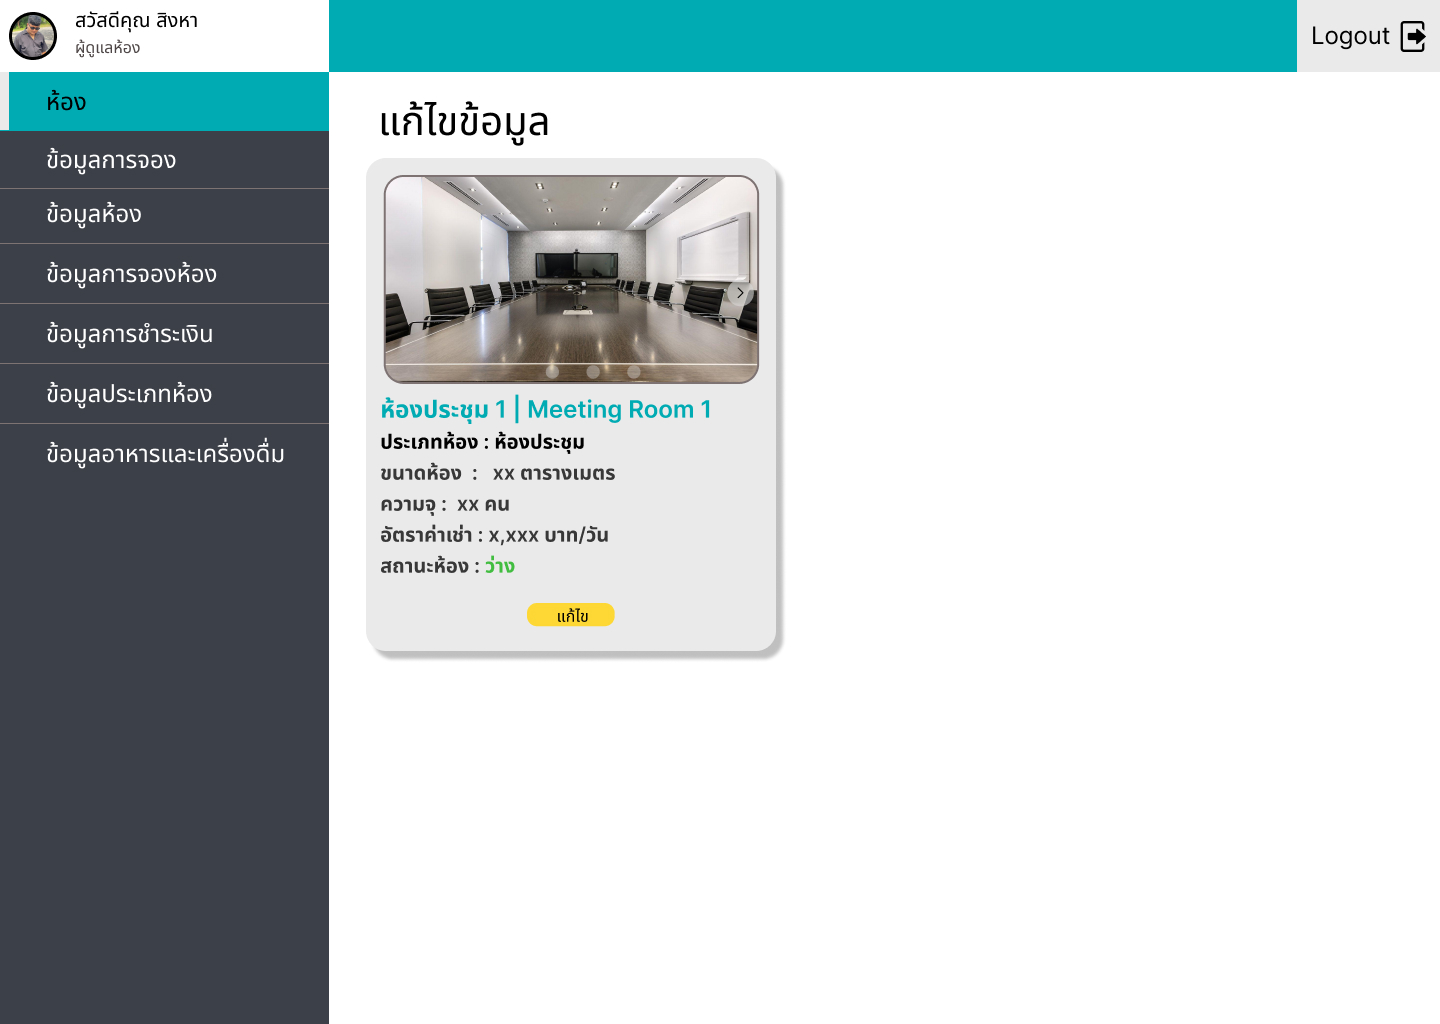 สวัสดีคุณ สิงหา
ผู้ดูแลห้อง
Logout
ห้อง
ข้อมูลการจอง
ข้อมูลห้อง
ข้อมูลการจองห้อง
ข้อมูลการชำระเงิน
ข้อมูลประเภทห้อง
ข้อมูลอาหารและเครื่องดื่ม
แก้ไขข้อมูล
ห้องประชุม 1 | Meeting Room 1
ประเภทห้อง : ห้องประชุม
ขนาดห้อง : xx ตารางเมตร
ความจุ : xx คน
อัตราค่าเช่า : x,xxx บาท/วัน
สถานะห้อง : ว่าง
แก้ไข